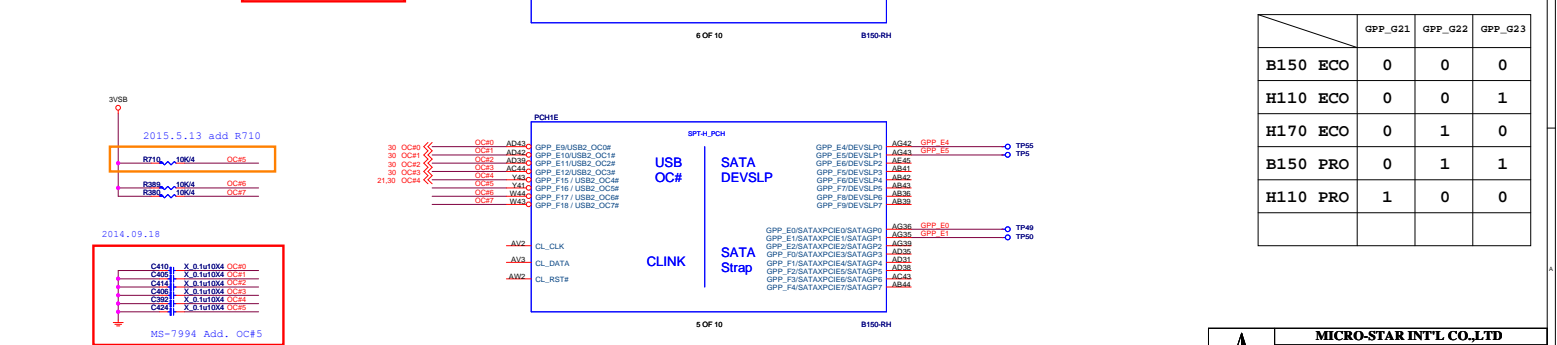 6 OF 10
B150-RH
GPP_G21 GPP_G22 GPP_G23
B150 ECO 0 0 0
H110 ECO 0 0 1
H170 ECO 0 1 0
B150 PRO 0 1 1
H110 PRO 1 0 0
3VSB
2015.5.13 add R710
R710 10K/4 OC#5
R389 10K/4 OC#6
R380 10K/4 OC#7
2014.09.18
C410 X_0.1u10X4 OC#0
C405 X_0.1u10X4 OC#1
C414 X_0.1u10X4 OC#2
C406 X_0.1u10X4 OC#3
C392 X_0.1u10X4 OC#4
C424 X_0.1u10X4 OC#5
MS-7994 Add. OC#5
PCH1E
SPT-H_PCH
30 OC#0 OC#0 AD43 GPP_E9/USB2_OC0#
30 OC#1 OC#1 AD42 GPP_E10/USB2_OC1#
30 OC#2 OC#2 AD39 GPP_E11/USB2_OC2#
30 OC#3 OC#3 AC44 GPP_E12/USB2_OC3#
21,30 OC#4 OC#4 Y43 GPP_F15 / USB2_OC4#
OC#5 Y41 GPP_F16 / USB2_OC5#
OC#6 W44 GPP_F17 / USB2_OC6#
OC#7 W43 GPP_F18 / USB2_OC7#
USB
OC#
SATA
DEVSLP
GPP_E4/DEVSLP0 AG42 GPP_E4 TP55
GPP_E5/DEVSLP1 AG43 GPP_E5 TP5
GPP_E6/DEVSLP2 AE45
GPP_F5/DEVSLP3 AB41
GPP_F6/DEVSLP4 AB42
GPP_F7/DEVSLP5 AB43
GPP_F8/DEVSLP6 AB36
GPP_F9/DEVSLP7 AB39
AV2 CL_CLK
AV3 CL_DATA
AW2 CL_RST#
CLINK
SATA
Strap
GPP_E0/SATAXPCIE0/SATAGP0 AG36 GPP_E0 TP49
GPP_E1/SATAXPCIE1/SATAGP1 AG35 GPP_E1 TP50
GPP_E2/SATAXPCIE2/SATAGP2 AG39
GPP_F0/SATAXPCIE3/SATAGP3 AD35
GPP_F1/SATAXPCIE4/SATAGP4 AD31
GPP_F2/SATAXPCIE5/SATAGP5 AD38
GPP_F3/SATAXPCIE6/SATAGP6 AC43
GPP_F4/SATAXPCIE7/SATAGP7 AB44
5 OF 10
B150-RH
A
MICRO-STAR INT'L CO.,LTD